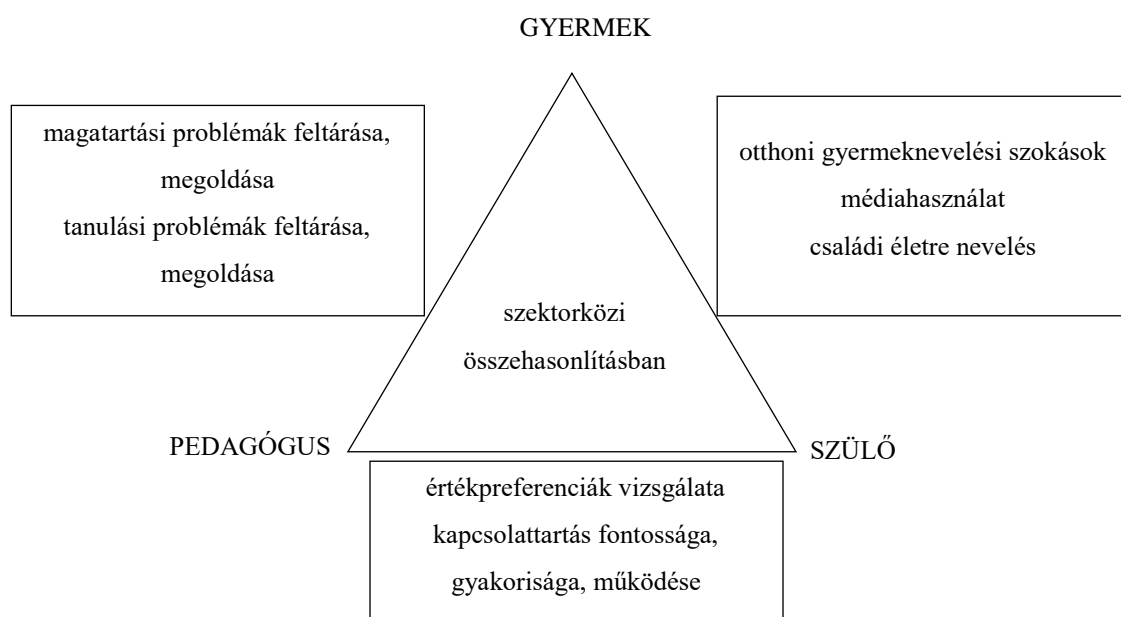 GYERMEK
magatartási problémák feltárása,
megoldása
tanulási problémák feltárása,
megoldása
otthoni gyermeknevelési szokások
médiahasználat
családi életre nevelés
szektorközi
összehasonlításban
PEDAGÓGUS
SZÜLŐ
értékpreferenciák vizsgálata
kapcsolattartás fontossága,
gyakorisága, működése